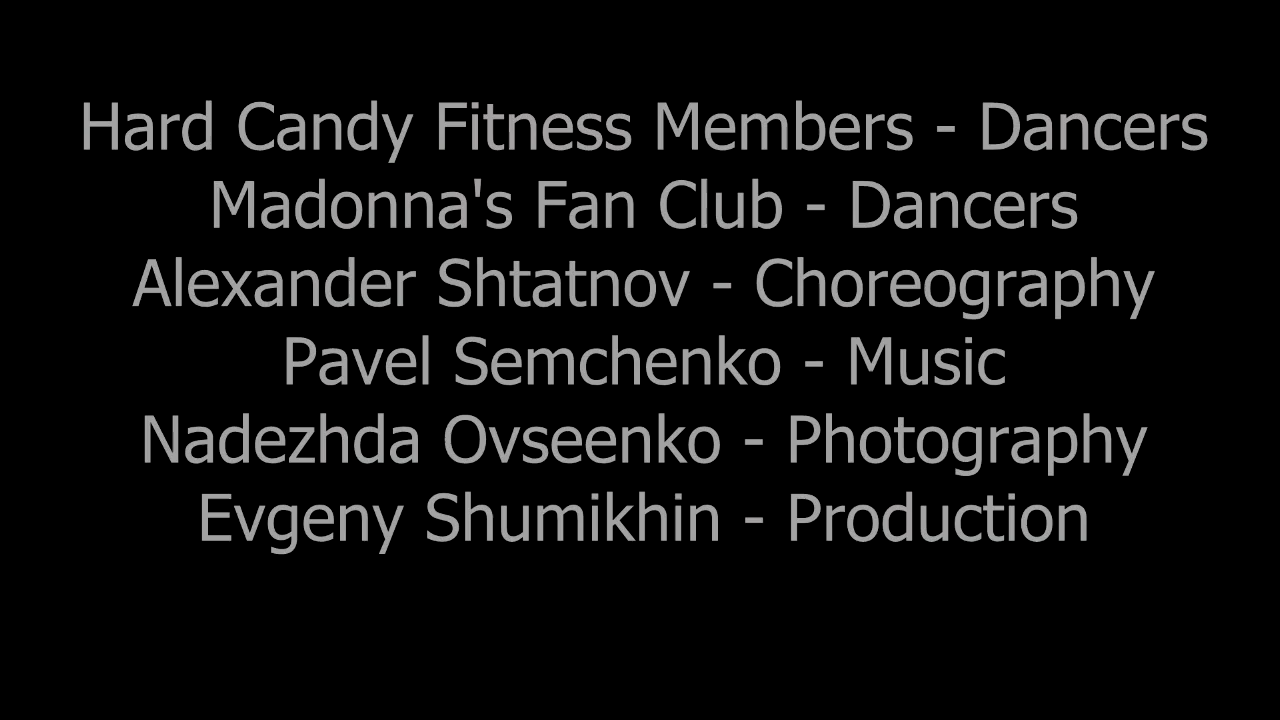 Hard Candy Fitness Members - Dancers
Madonna's Fan Club - Dancers
Alexander Shtatnov - Choreography
Pavel Semchenko - Music
Nadezhda Ovseenko - Photography
Evgeny Shumikhin - Production